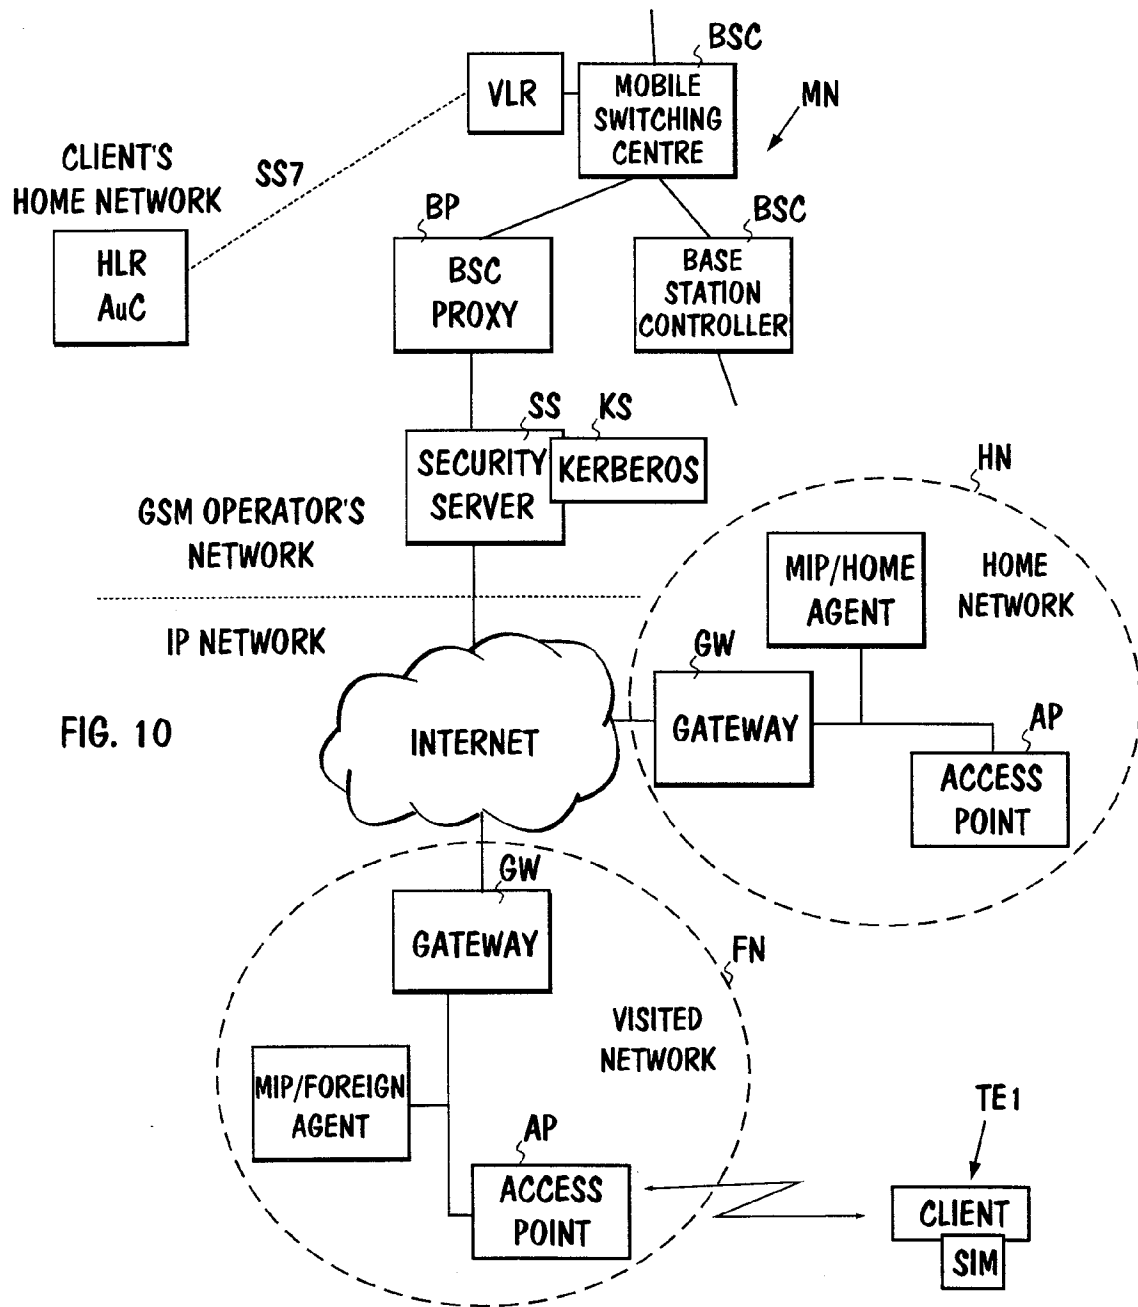 BSC
VLR
MOBILE
SWITCHING
CENTRE
MN
CLIENT'S
HOME NETWORK
SS7
BP
BSC
HLR
AuC
BSC
PROXY
BASE
STATION
CONTROLLER
SS
KS
SECURITY
SERVER
KERBEROS
HN
GSM OPERATOR'S
NETWORK
MIP/HOME
AGENT
HOME
NETWORK
IP NETWORK
GW
FIG. 10
INTERNET
GATEWAY
AP
ACCESS
POINT
GW
GATEWAY
FN
VISITED
NETWORK
MIP/FOREIGN
AGENT
AP
ACCESS
POINT
TE1
CLIENT
SIM